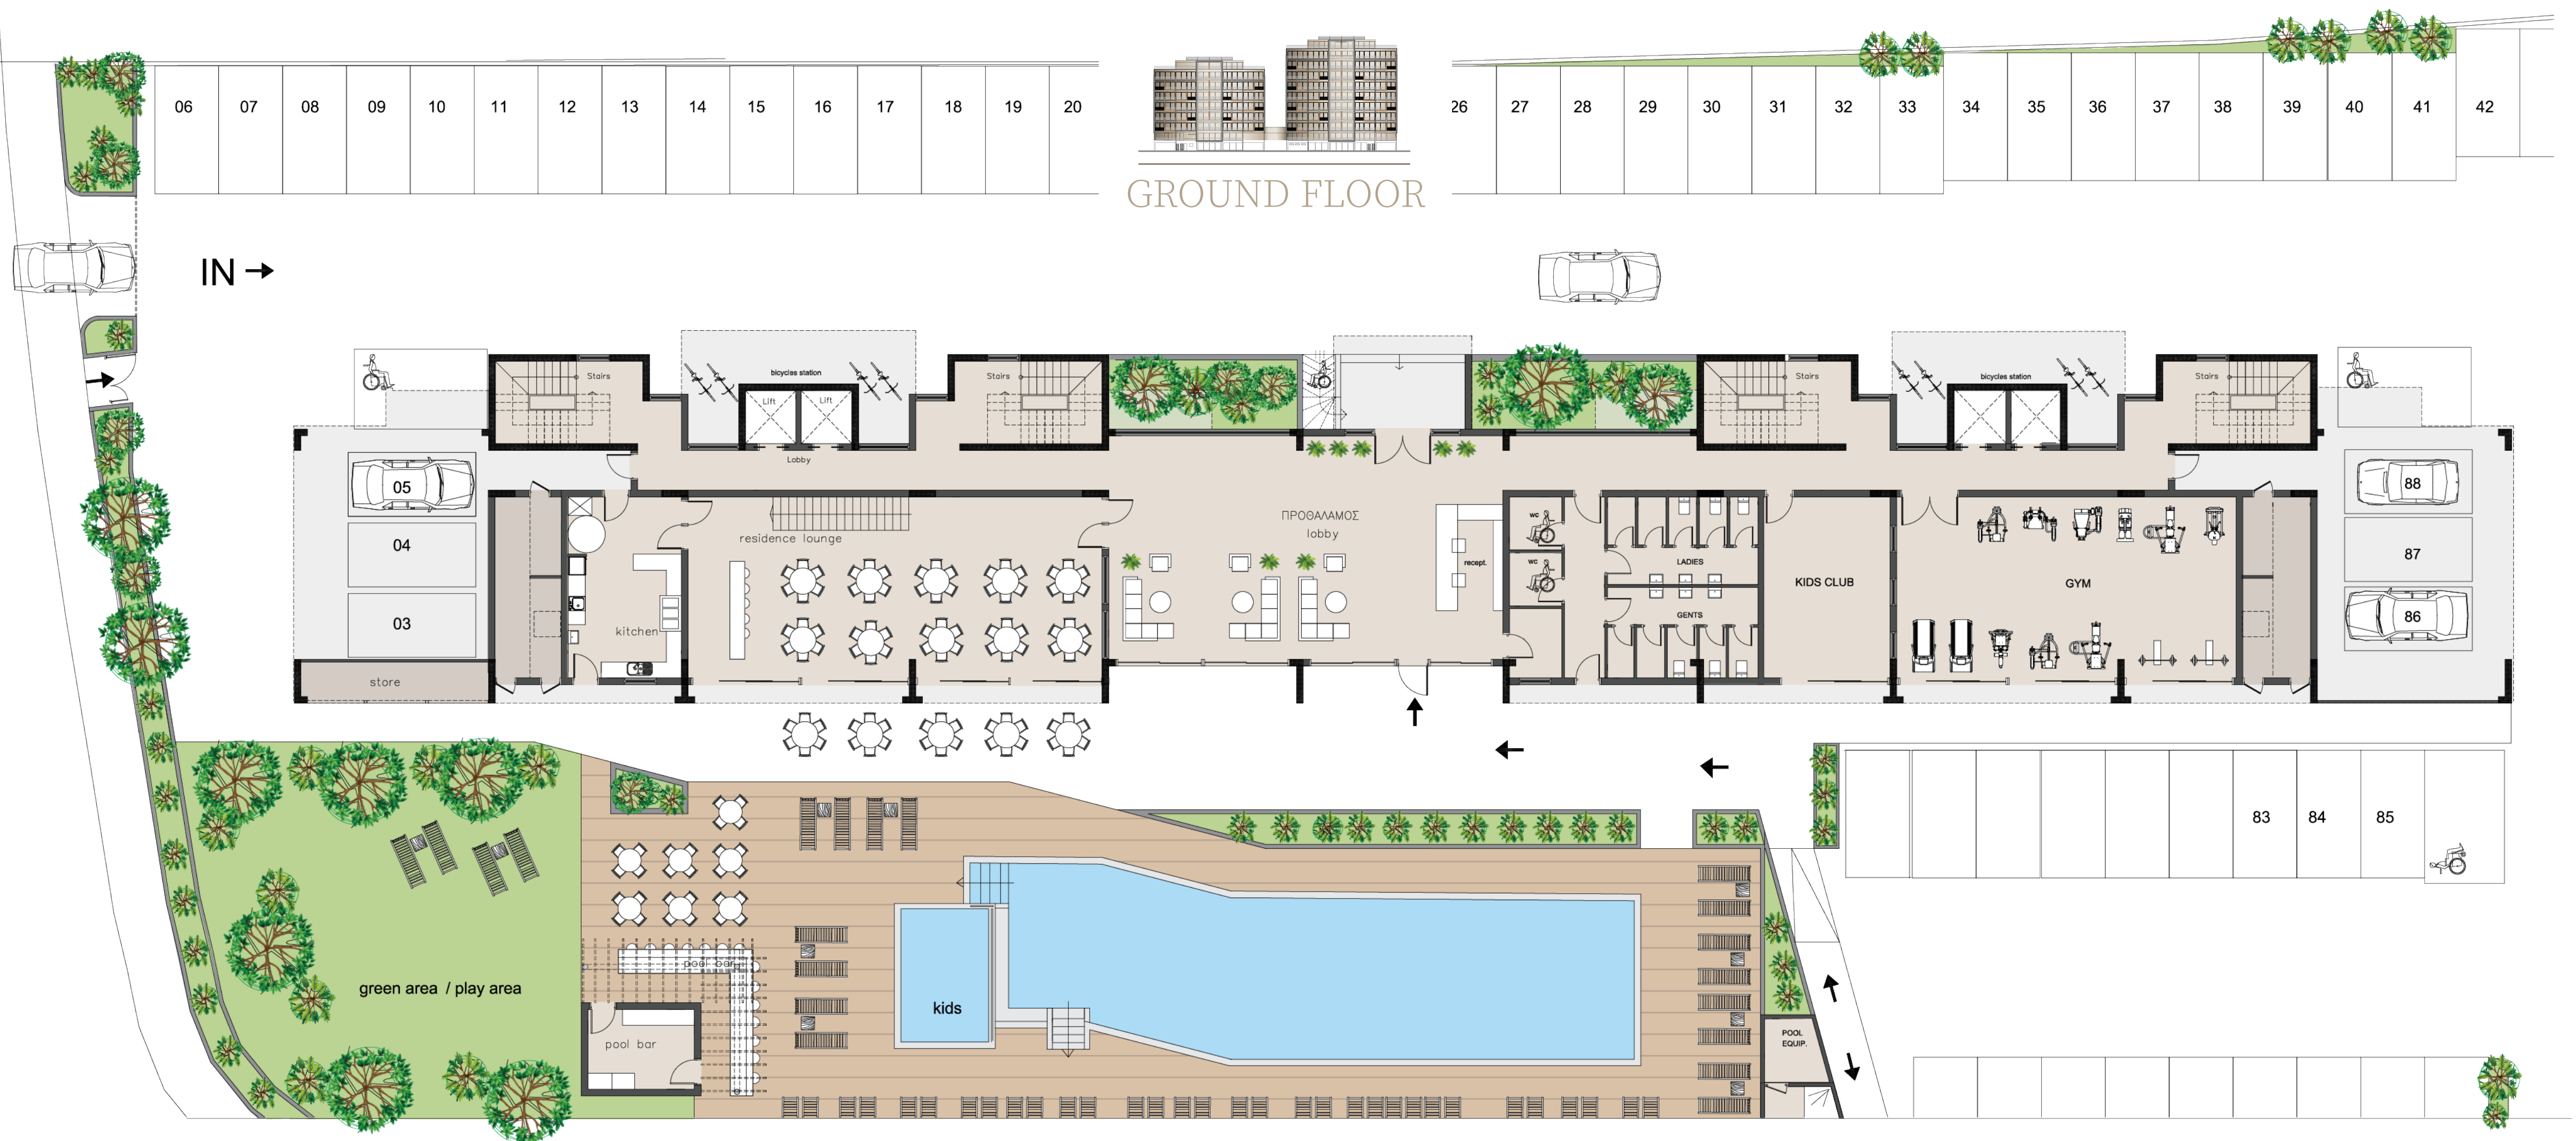 06 07 08 09 10 11 12 13 14 15 16 17 18 19 20
26 27 28 29 30 31 32 33 34 35 36 37 38 39 40 41 42
GROUND FLOOR
IN
Stairs
bicycles station
Lift
Lift
Stairs
Stairs
bicycles station
Stairs
Lobby
05
04
03
store
kitchen
residence lounge
ΠΡΟΘΑΛΑΜΟΣ
lobby
recept.
WC
WC
LADIES
GENTS
KIDS CLUB
GYM
88
87
86
83 84 85
green area / play area
pool bar
pool bar
kids
POOL
EQUIP.